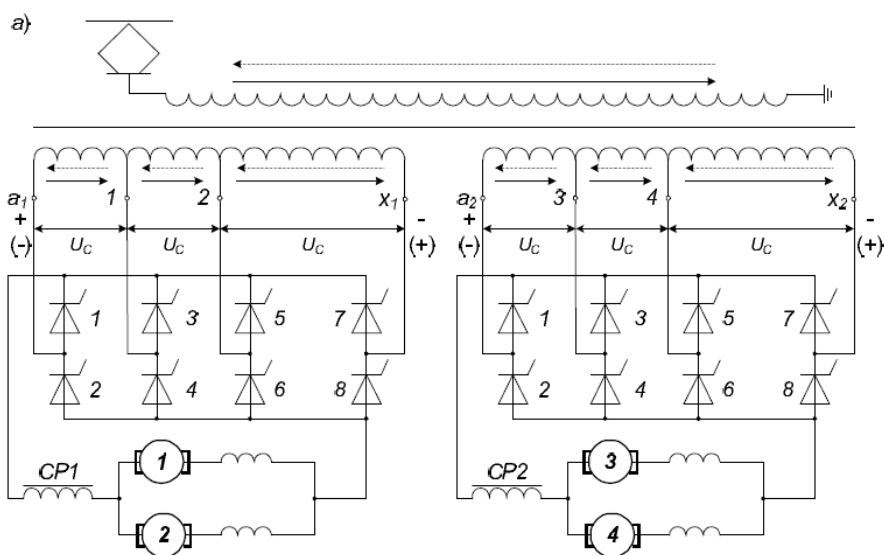 а)
a1 1 2 x1 a2 3 4 x2
+ - + -
(-) UC UC UC (+) (-) UC UC UC (+)
1 3 5 7 1 3 5 7
2 4 6 8 2 4 6 8
СР1 1 СР2 3
2 4